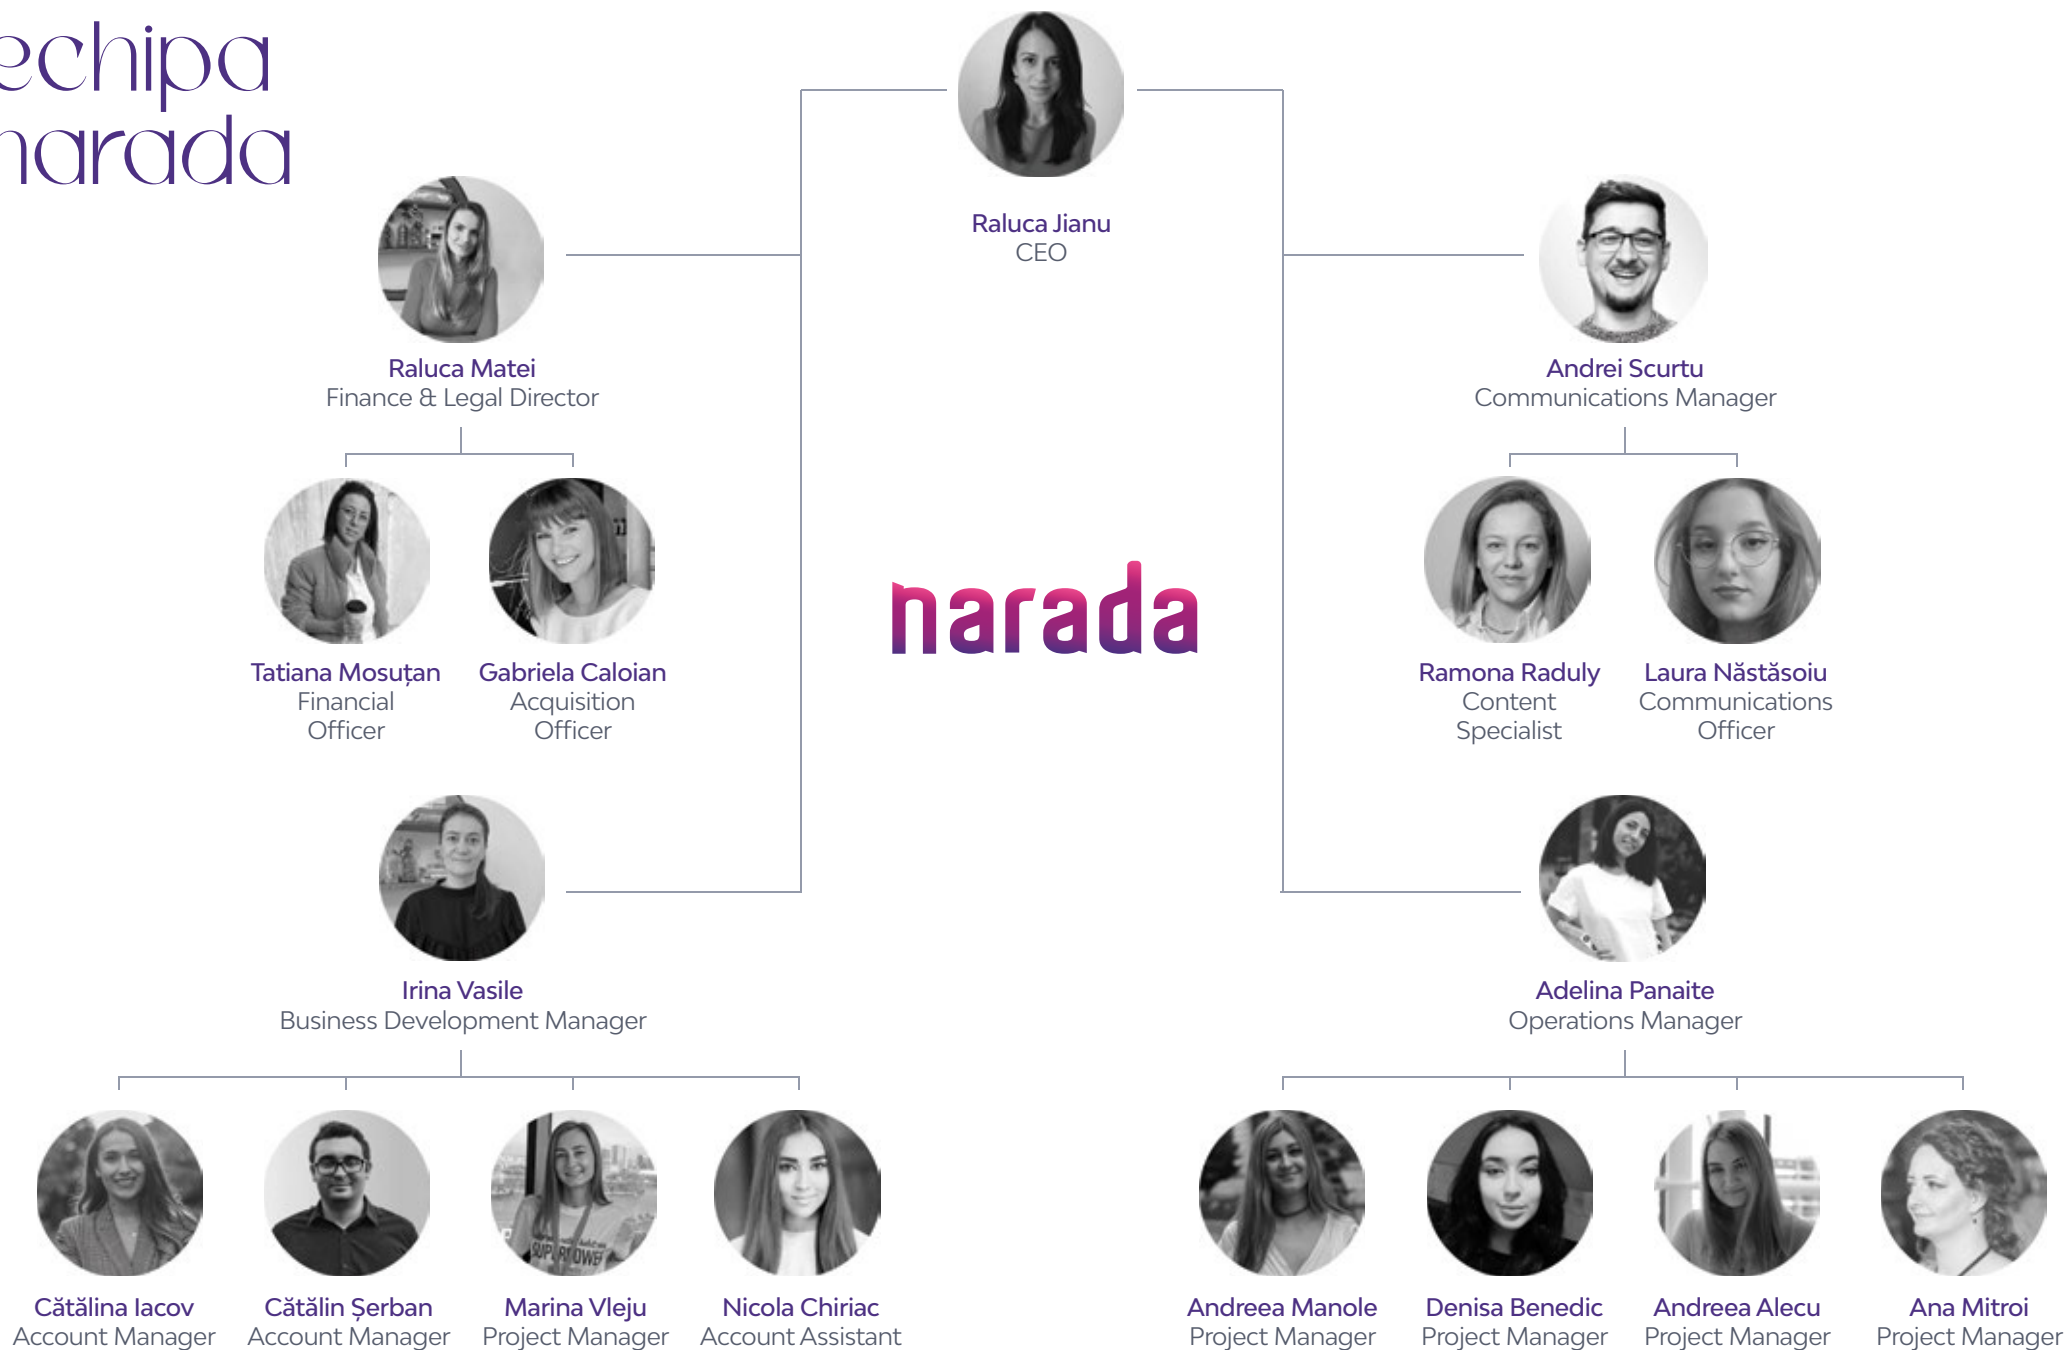 echipa
narada
Raluca Jianu
CEO
Raluca Matei
Finance & Legal Director
Andrei Scurtu
Communications Manager
Tatiana Mosuțan
Financial
Officer
Gabriela Caloian
Acquisition
Officer
narada
Ramona Raduly
Content
Specialist
Laura Năstăsoiu
Communications
Officer
Irina Vasile
Business Development Manager
Adelina Panaite
Operations Manager
Cătălina Iacov
Account Manager
Cătălin Șerban
Account Manager
Marina Vleju
Project Manager
Nicola Chiriac
Account Assistant
Andreea Manole
Project Manager
Denisa Benedic
Project Manager
Andreea Alecu
Project Manager
Ana Mitroi
Project Manager